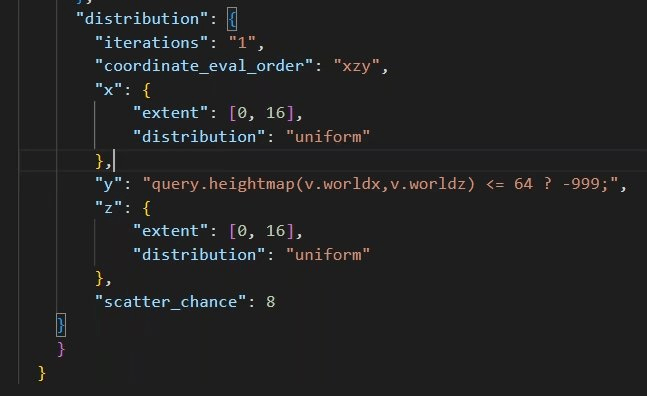 },
"distribution": {
"iterations": "1",
"coordinate_eval_order": "xzy",
"x": {
"extent": [0, 16],
"distribution": "uniform"
},
"y": "query.heightmap(v.worldx,v.worldz) <= 64 ? -999;",
"z": {
"extent": [0, 16],
"distribution": "uniform"
},
"scatter_chance": 8
}
}
}